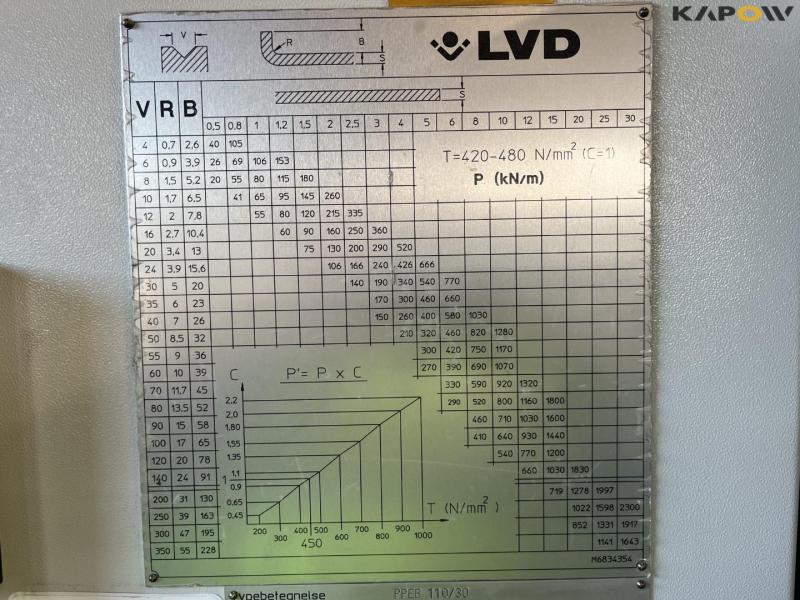 KAPOW
V
R
B
S
LVD
S
V R B
0,5 0,8 1 1,2 1,5 2 2,5 3 4 5 6 8 10 12 15 20 25 30
T=420-480 N/mm² (C=1)
P (kN/m)
4 0,7 2,6 40 105
6 0,9 3,9 26 69 106 153
8 1,5 5,2 20 55 80 115 180
10 1,7 6,5 41 65 95 145 260
12 2 7,8 55 80 120 215 335
16 2,7 10,4 60 90 160 250 360
20 3,4 13 75 130 200 290 520
24 3,9 15,6 106 166 240 426 666
30 5 20 140 190 340 540 770
35 6 23 170 300 460 660
40 7 26 150 260 400 580 1030
50 8,5 32 210 320 460 820 1280
55 9 36 300 420 750 1170
60 10 39 270 390 690 1070
70 11,7 45 330 590 920 1320
80 13,5 52 290 520 800 1160 1800
90 15 58 460 710 1030 1600
100 17 65 410 640 930 1440
120 20 78 540 770 1200
140 24 91 660 1030 1830
200 31 130 719 1278 1997
250 39 163 1022 1598 2300
300 47 195 852 1331 1917
350 55 228 1141 1643
C P'= P x C
2,2
2,0
1,80
1,55
1,35
1,1
1
0,9
0,65
0,45
T (N/mm²)
200 300 400 450 500 600 700 800 900 1000
M6834354
Typebetegnelse PPEB 110/30